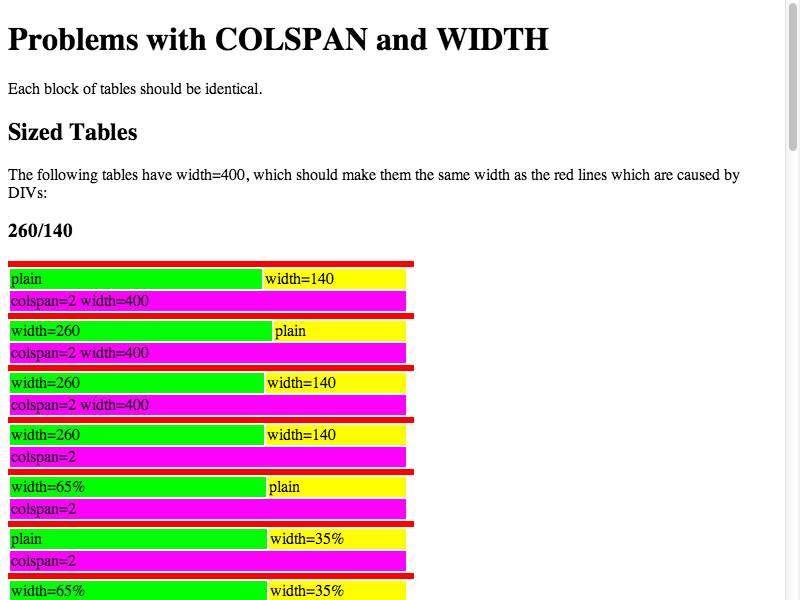 Problems with COLSPAN and WIDTH
Each block of tables should be identical.
Sized Tables
The following tables have width=400, which should make them the same width as the red lines which are caused by
DIVs:
260/140
plain width=140
colspan=2 width=400
width=260 plain
colspan=2 width=400
width=260 width=140
colspan=2 width=400
width=260 width=140
colspan=2
width=65% plain
colspan=2
plain width=35%
colspan=2
width=65% width=35%